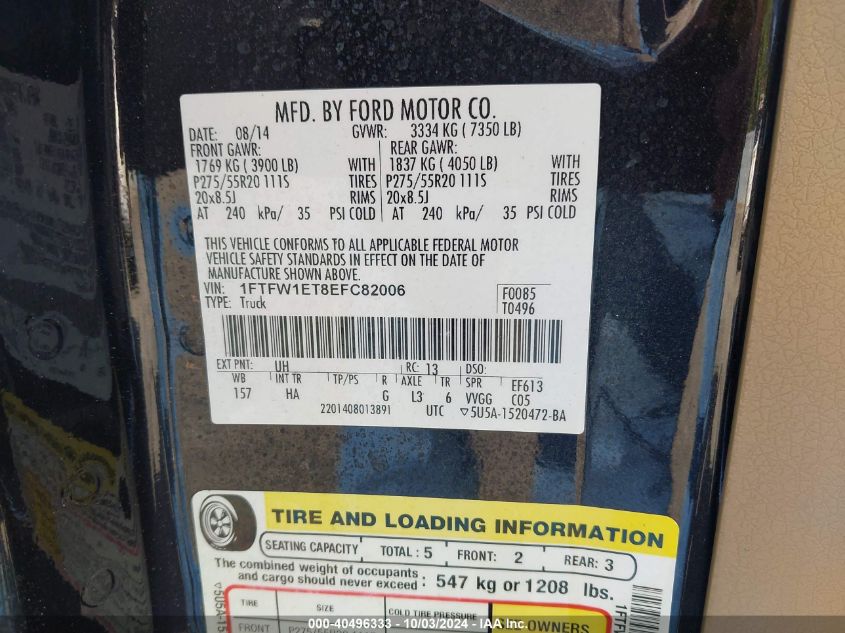 MFD. BY FORD MOTOR CO.
DATE: 08/14 GVWR: 3334 KG ( 7350 LB)
FRONT GAWR: REAR GAWR:
1769 KG ( 3900 LB) WITH 1837 KG ( 4050 LB) WITH
P275/55R20 111S TIRES P275/55R20 111S TIRES
20x8.5J RIMS 20x8.5J RIMS
AT 240 kPa/ 35 PSI COLD AT 240 kPa/ 35 PSI COLD
THIS VEHICLE CONFORMS TO ALL APPLICABLE FEDERAL MOTOR
VEHICLE SAFETY STANDARDS IN EFFECT ON THE DATE OF
MANUFACTURE SHOWN ABOVE.
VIN: 1FTFW1ET8EFC82006 F0085
TYPE: Truck T0496
EXT PNT: UH RC: 13 DSO:
WB INT TR TP/PS R AXLE TR SPR EF613
157 HA G L3 6 VVGG C05
2201408013891 UTC ▽5U5A-1520472-BA
TIRE AND LOADING INFORMATION
SEATING CAPACITY TOTAL : 5 FRONT: 2 REAR: 3
The combined weight of occupants
and cargo should never exceed : 547 kg or 1208 lbs.
TIRE SIZE COLD TIRE PRESSURE
OWNERS
FRONT
000-40496333 - 10/03/2024 - IAA Inc.